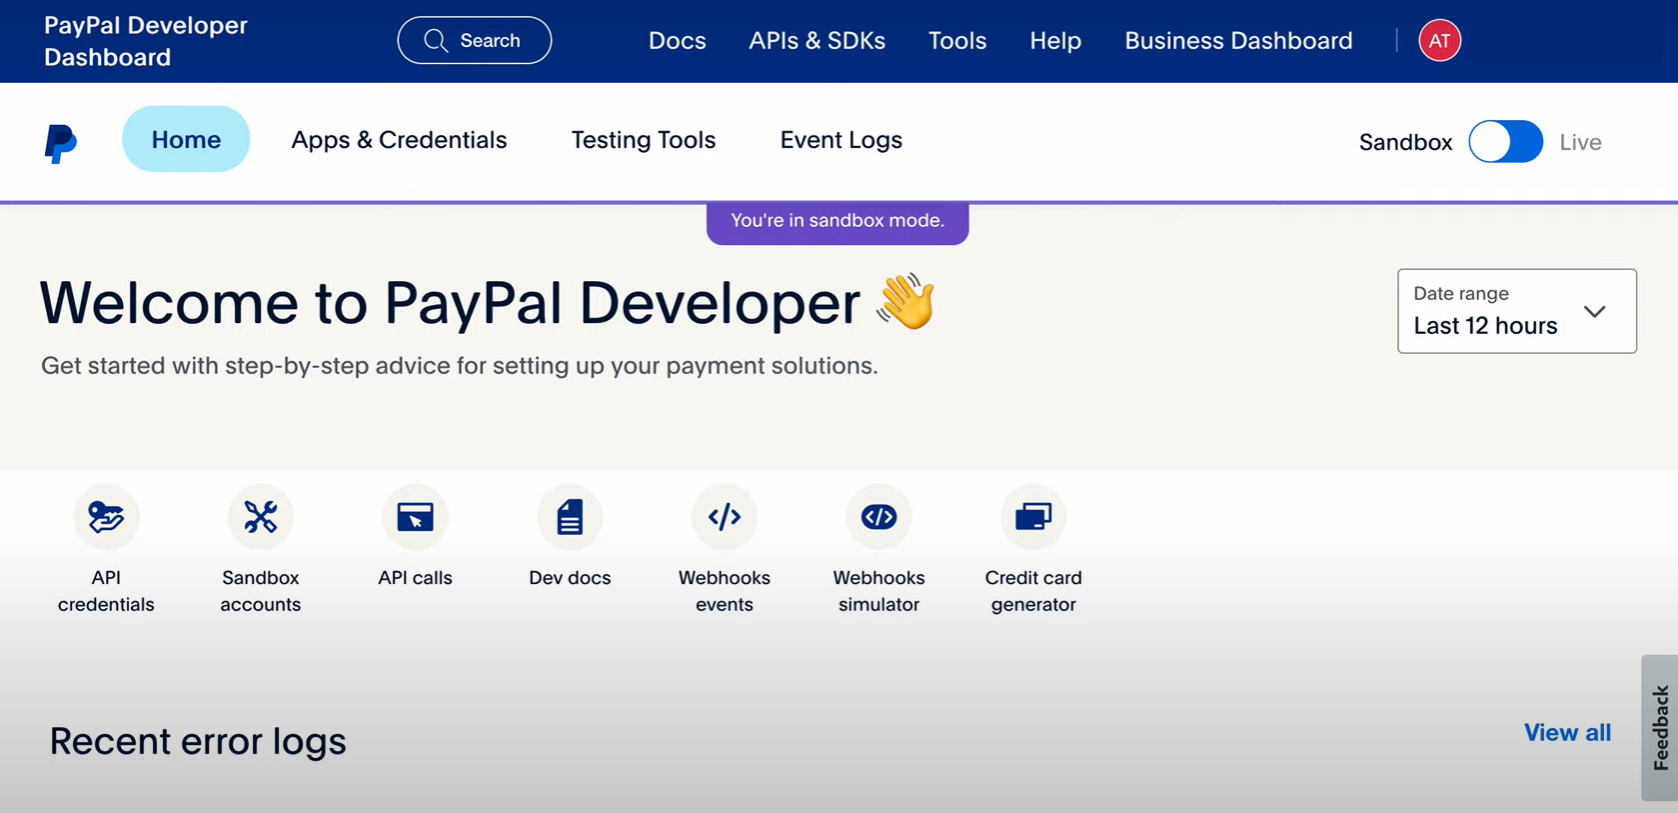 PayPal Developer
Dashboard
Search
Docs
APIs & SDKs
Tools
Help
Business Dashboard
AT
Home
Apps & Credentials
Testing Tools
Event Logs
Sandbox
Live
You're in sandbox mode.
Welcome to PayPal Developer 👋
Get started with step-by-step advice for setting up your payment solutions.
Date range
Last 12 hours
API
credentials
Sandbox
accounts
API calls
Dev docs
Webhooks
events
Webhooks
simulator
Credit card
generator
Recent error logs
View all
Feedback